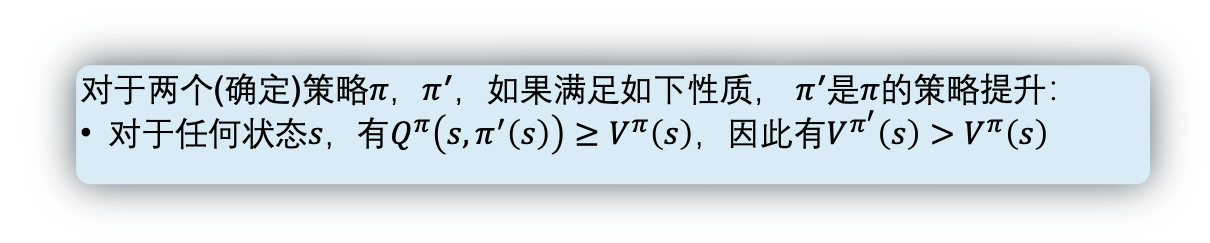 对于两个(确定)策略π，π′，如果满足如下性质， π′是π的策略提升：
• 对于任何状态s，有Q^π(s, π′(s)) ≥ V^π(s)，因此有V^π′(s) > V^π(s)